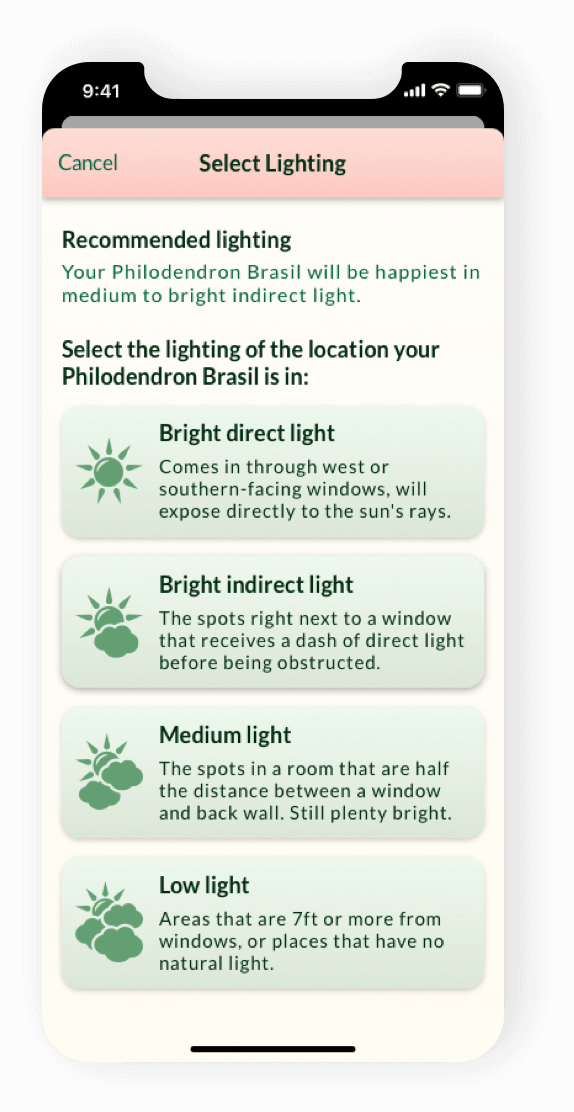 9:41
Cancel
Select Lighting
Recommended lighting
Your Philodendron Brasil will be happiest in
medium to bright indirect light.
Select the lighting of the location your
Philodendron Brasil is in:
Bright direct light
Comes in through west or
southern-facing windows, will
expose directly to the sun's rays.
Bright indirect light
The spots right next to a window
that receives a dash of direct light
before being obstructed.
Medium light
The spots in a room that are half
the distance between a window
and back wall. Still plenty bright.
Low light
Areas that are 7ft or more from
windows, or places that have no
natural light.